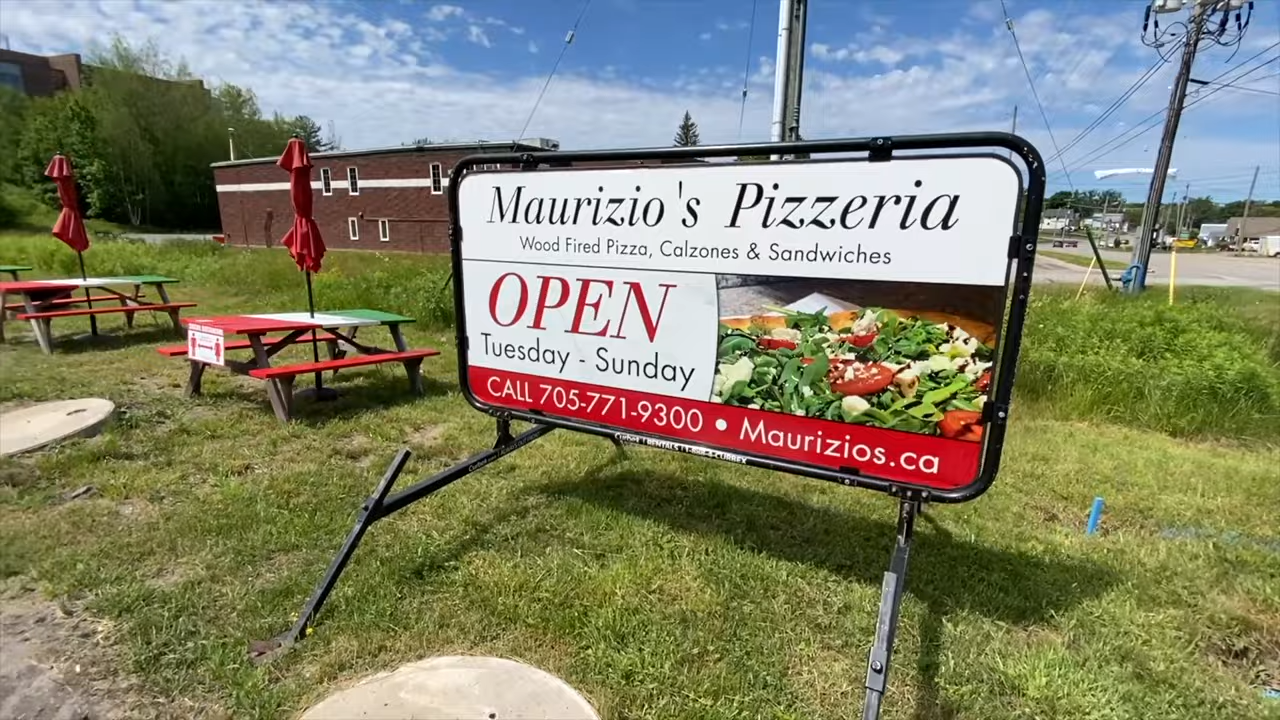 Maurizio's Pizzeria
Wood Fired Pizza, Calzones & Sandwiches
OPEN
Tuesday - Sunday
CALL 705-771-9300 • Maurizios.ca